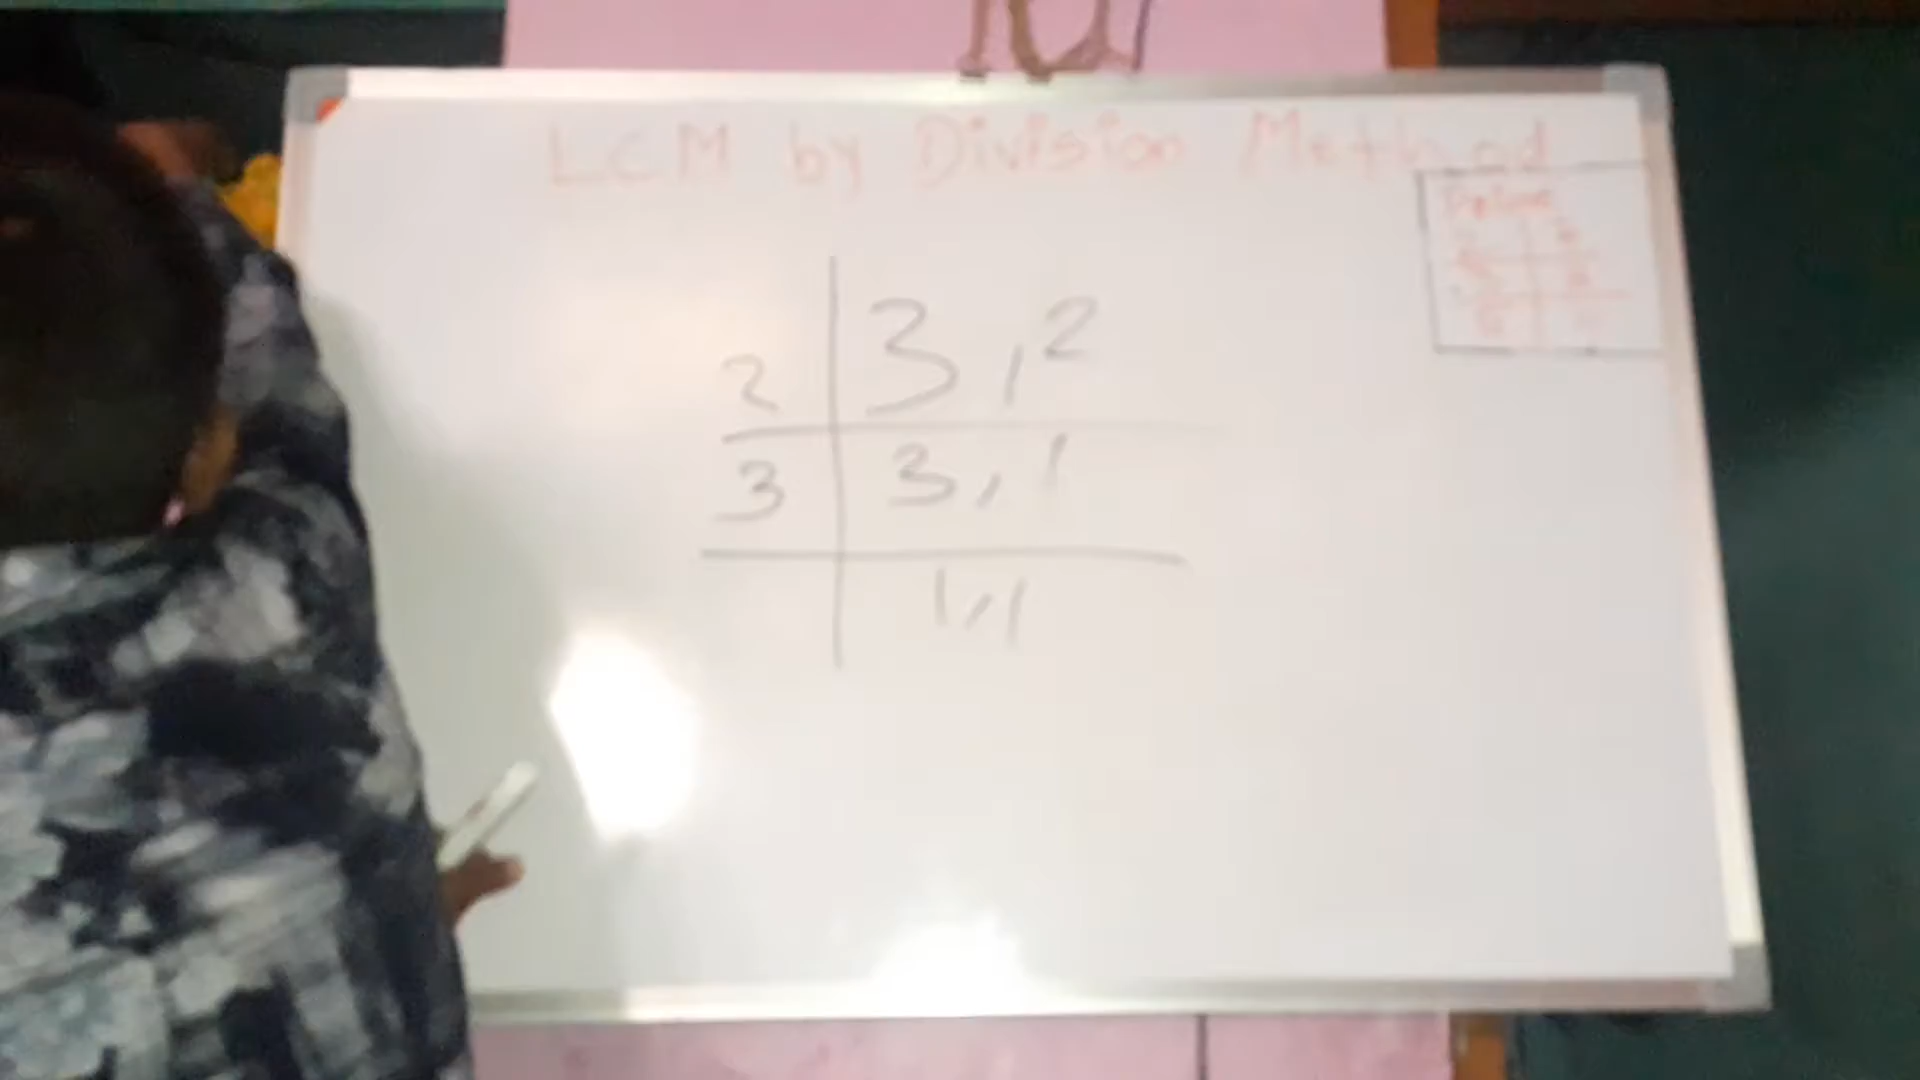 LCM by Division Method
2 3, 2
3 3, 1
1, 1